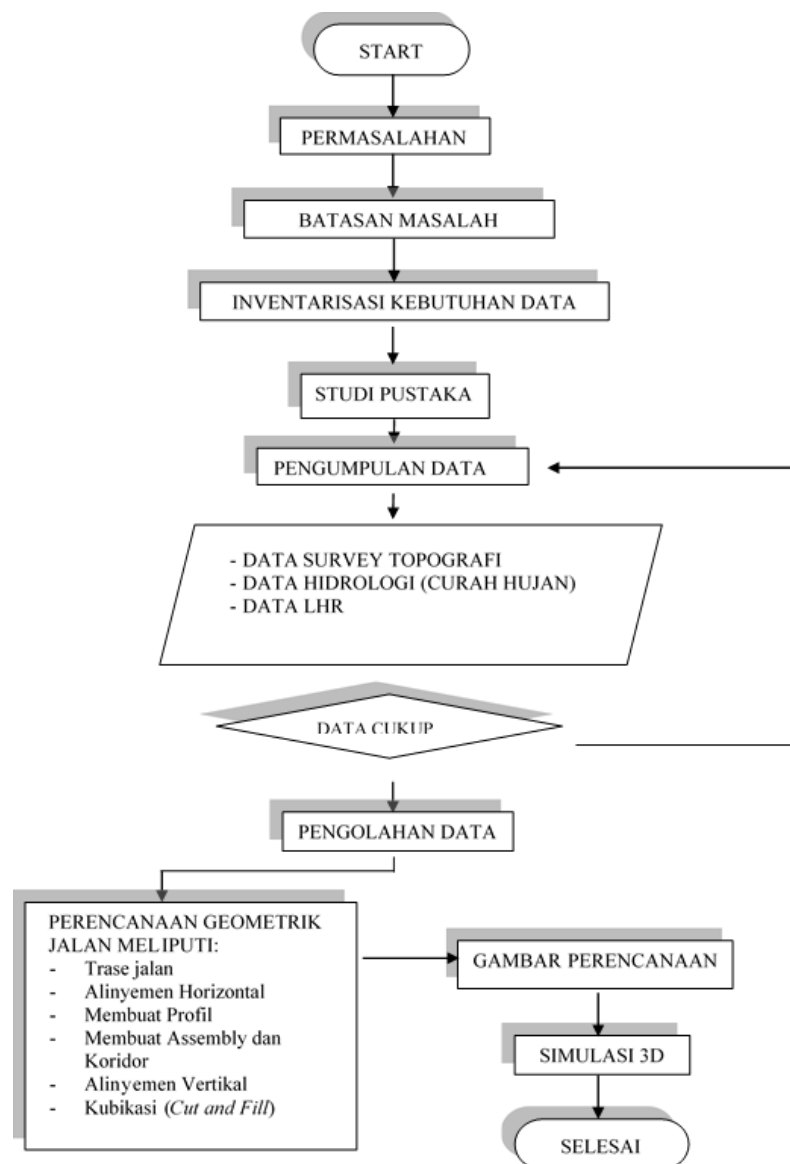 START
PERMASALAHAN
BATASAN MASALAH
INVENTARISASI KEBUTUHAN DATA
STUDI PUSTAKA
PENGUMPULAN DATA
- DATA SURVEY TOPOGRAFI
- DATA HIDROLOGI (CURAH HUJAN)
- DATA LHR
DATA CUKUP
PENGOLAHAN DATA
PERENCANAAN GEOMETRIK
JALAN MELIPUTI:
- Trase jalan
- Alinyemen Horizontal
- Membuat Profil
- Membuat Assembly dan
Koridor
- Alinyemen Vertikal
- Kubikasi (Cut and Fill)
GAMBAR PERENCANAAN
SIMULASI 3D
SELESAI